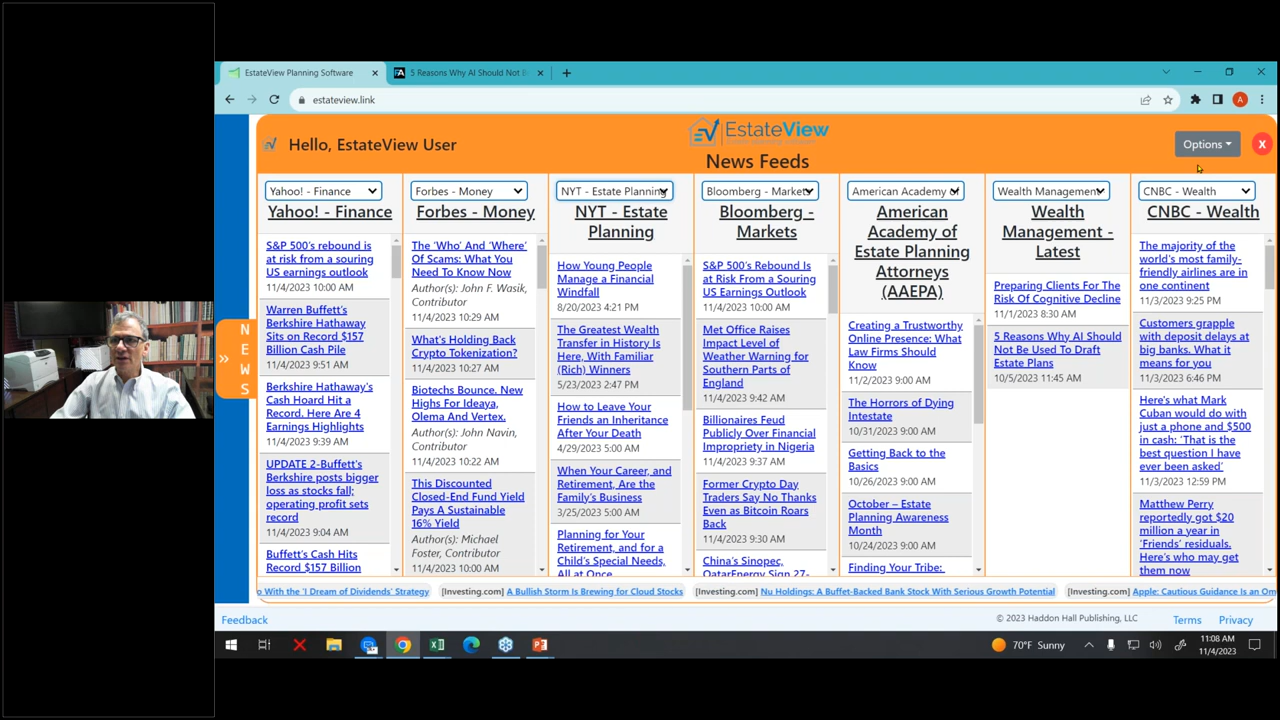 EstateView Planning Software
5 Reasons Why AI Should Not B
estateview.link
A
Hello, EstateView User
EstateView
News Feeds
Options
X
Yahoo! - Finance
Yahoo! - Finance
S&P 500's rebound is
at risk from a souring
US earnings outlook
11/4/2023 10:00 AM
Warren Buffett's
Berkshire Hathaway
Sits on Record $157
Billion Cash Pile
11/4/2023 9:51 AM
Berkshire Hathaway's
Cash Hoard Hit a
Record. Here Are 4
Earnings Highlights
11/4/2023 9:39 AM
UPDATE 2-Buffett's
Berkshire posts bigger
loss as stocks fall;
operating profit sets
record
11/4/2023 9:04 AM
Buffett's Cash Hits
Record $157 Billion
Forbes - Money
Forbes - Money
The 'Who' And 'Where'
Of Scams: What You
Need To Know Now
Author(s): John F. Wasik,
Contributor
11/4/2023 10:29 AM
What's Holding Back
Crypto Tokenization?
11/4/2023 10:27 AM
Biotechs Bounce. New
Highs For Ideaya,
Olema And Vertex.
Author(s): John Navin,
Contributor
11/4/2023 10:22 AM
This Discounted
Closed-End Fund Yield
Pays A Sustainable
16% Yield
Author(s): Michael
Foster, Contributor
11/4/2023 10:00 AM
NYT - Estate Planning
NYT - Estate
Planning
How Young People
Manage a Financial
Windfall
8/20/2023 4:21 PM
The Greatest Wealth
Transfer in History Is
Here, With Familiar
(Rich) Winners
5/23/2023 2:47 PM
How to Leave Your
Friends an Inheritance
After Your Death
4/29/2023 5:00 AM
When Your Career, and
Retirement, Are the
Family's Business
3/25/2023 5:00 AM
Planning for Your
Retirement, and for a
Child's Special Needs,
All at Once
Bloomberg - Markets
Bloomberg -
Markets
S&P 500's Rebound Is
at Risk From a Souring
US Earnings Outlook
11/4/2023 10:00 AM
Met Office Raises
Impact Level of
Weather Warning for
Southern Parts of
England
11/4/2023 9:42 AM
Billionaires Feud
Publicly Over Financial
Impropriety in Nigeria
11/4/2023 9:37 AM
Former Crypto Day
Traders Say No Thanks
Even as Bitcoin Roars
Back
11/4/2023 9:30 AM
China's Sinopec,
QatarEnergy Sign 27-
American Academy of
American
Academy of
Estate Planning
Attorneys
(AAEPA)
Creating a Trustworthy
Online Presence: What
Law Firms Should
Know
11/2/2023 9:00 AM
The Horrors of Dying
Intestate
10/31/2023 9:00 AM
Getting Back to the
Basics
10/26/2023 9:00 AM
October – Estate
Planning Awareness
Month
10/24/2023 9:00 AM
Finding Your Tribe:
Wealth Management
Wealth
Management -
Latest
Preparing Clients For The
Risk Of Cognitive Decline
11/1/2023 8:30 AM
5 Reasons Why AI Should
Not Be Used To Draft
Estate Plans
10/5/2023 11:45 AM
CNBC - Wealth
CNBC - Wealth
The majority of the
world's most family-
friendly airlines are in
one continent
11/3/2023 9:25 PM
Customers grapple
with deposit delays at
big banks. What it
means for you
11/3/2023 6:46 PM
Here's what Mark
Cuban would do with
just a phone and $500
in cash: 'That is the
best question I have
ever been asked'
11/3/2023 12:59 PM
Matthew Perry
reportedly got $20
million a year in
'Friends' residuals.
Here's who may get
them now
»
N
E
W
S
o With the 'I Dream of Dividends' Strategy [Investing.com] A Bullish Storm Is Brewing for Cloud Stocks [Investing.com] Nu Holdings: A Buffet-Backed Bank Stock With Serious Growth Potential [Investing.com] Apple: Cautious Guidance Is an Om
Feedback
© 2023 Haddon Hall Publishing, LLC
Terms
Privacy
70°F Sunny
11:08 AM
11/4/2023